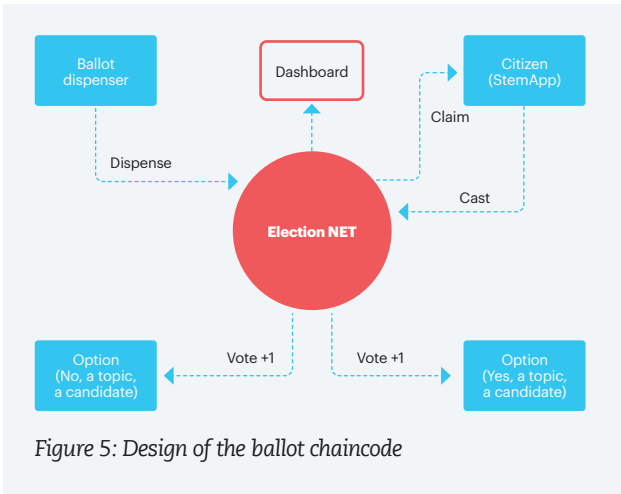 Ballot
dispenser
Dashboard
Citizen
(StemApp)
Claim
Dispense
Cast
Election NET
Vote +1
Vote +1
Option
(No, a topic,
a candidate)
Option
(Yes, a topic,
a candidate)
Figure 5: Design of the ballot chaincode